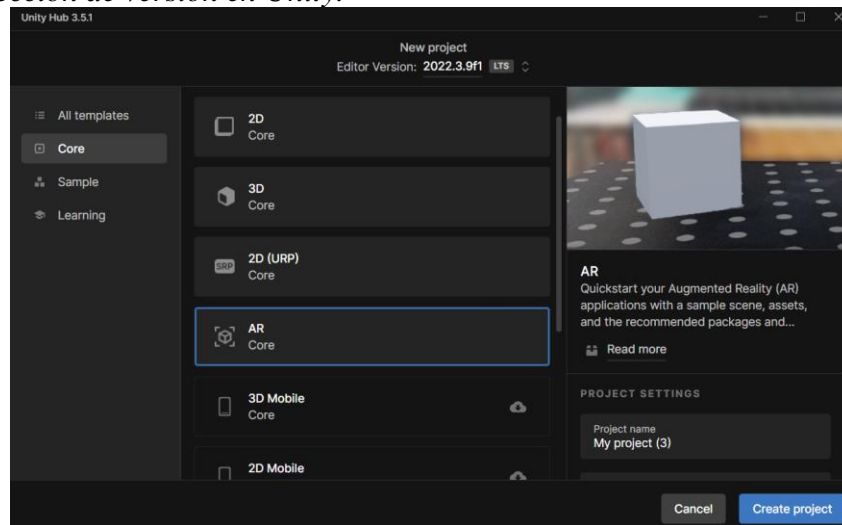 Unity Hub 3.5.1
New project
Editor Version: 2022.3.9f1 LTS
All templates
Core
Sample
Learning
2D
Core
3D
Core
SRP
2D (URP)
Core
AR
Core
3D Mobile
Core
2D Mobile
AR
Quickstart your Augmented Reality (AR)
applications with a sample scene, assets,
and the recommended packages and...
Read more
PROJECT SETTINGS
Project name
My project (3)
Cancel
Create project